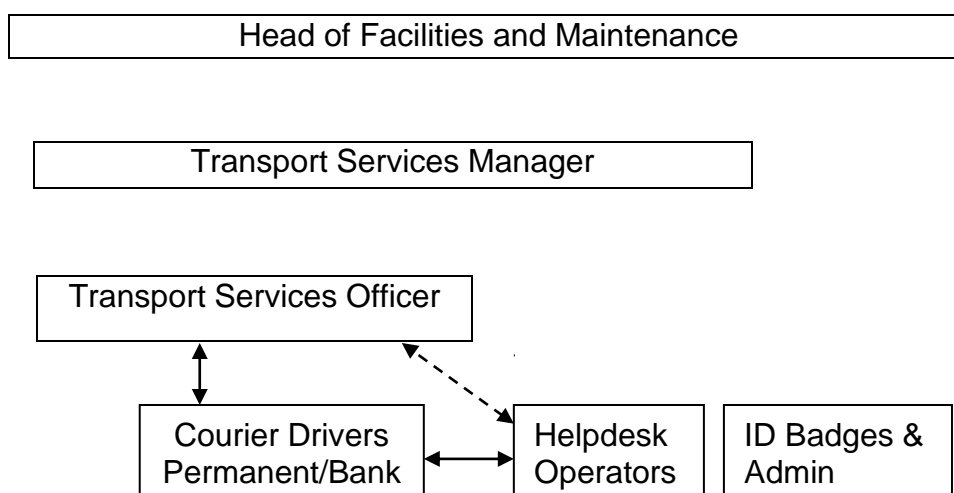 Head of Facilities and Maintenance
Transport Services Manager
Transport Services Officer
Courier Drivers
Permanent/Bank
Helpdesk
Operators
ID Badges &
Admin